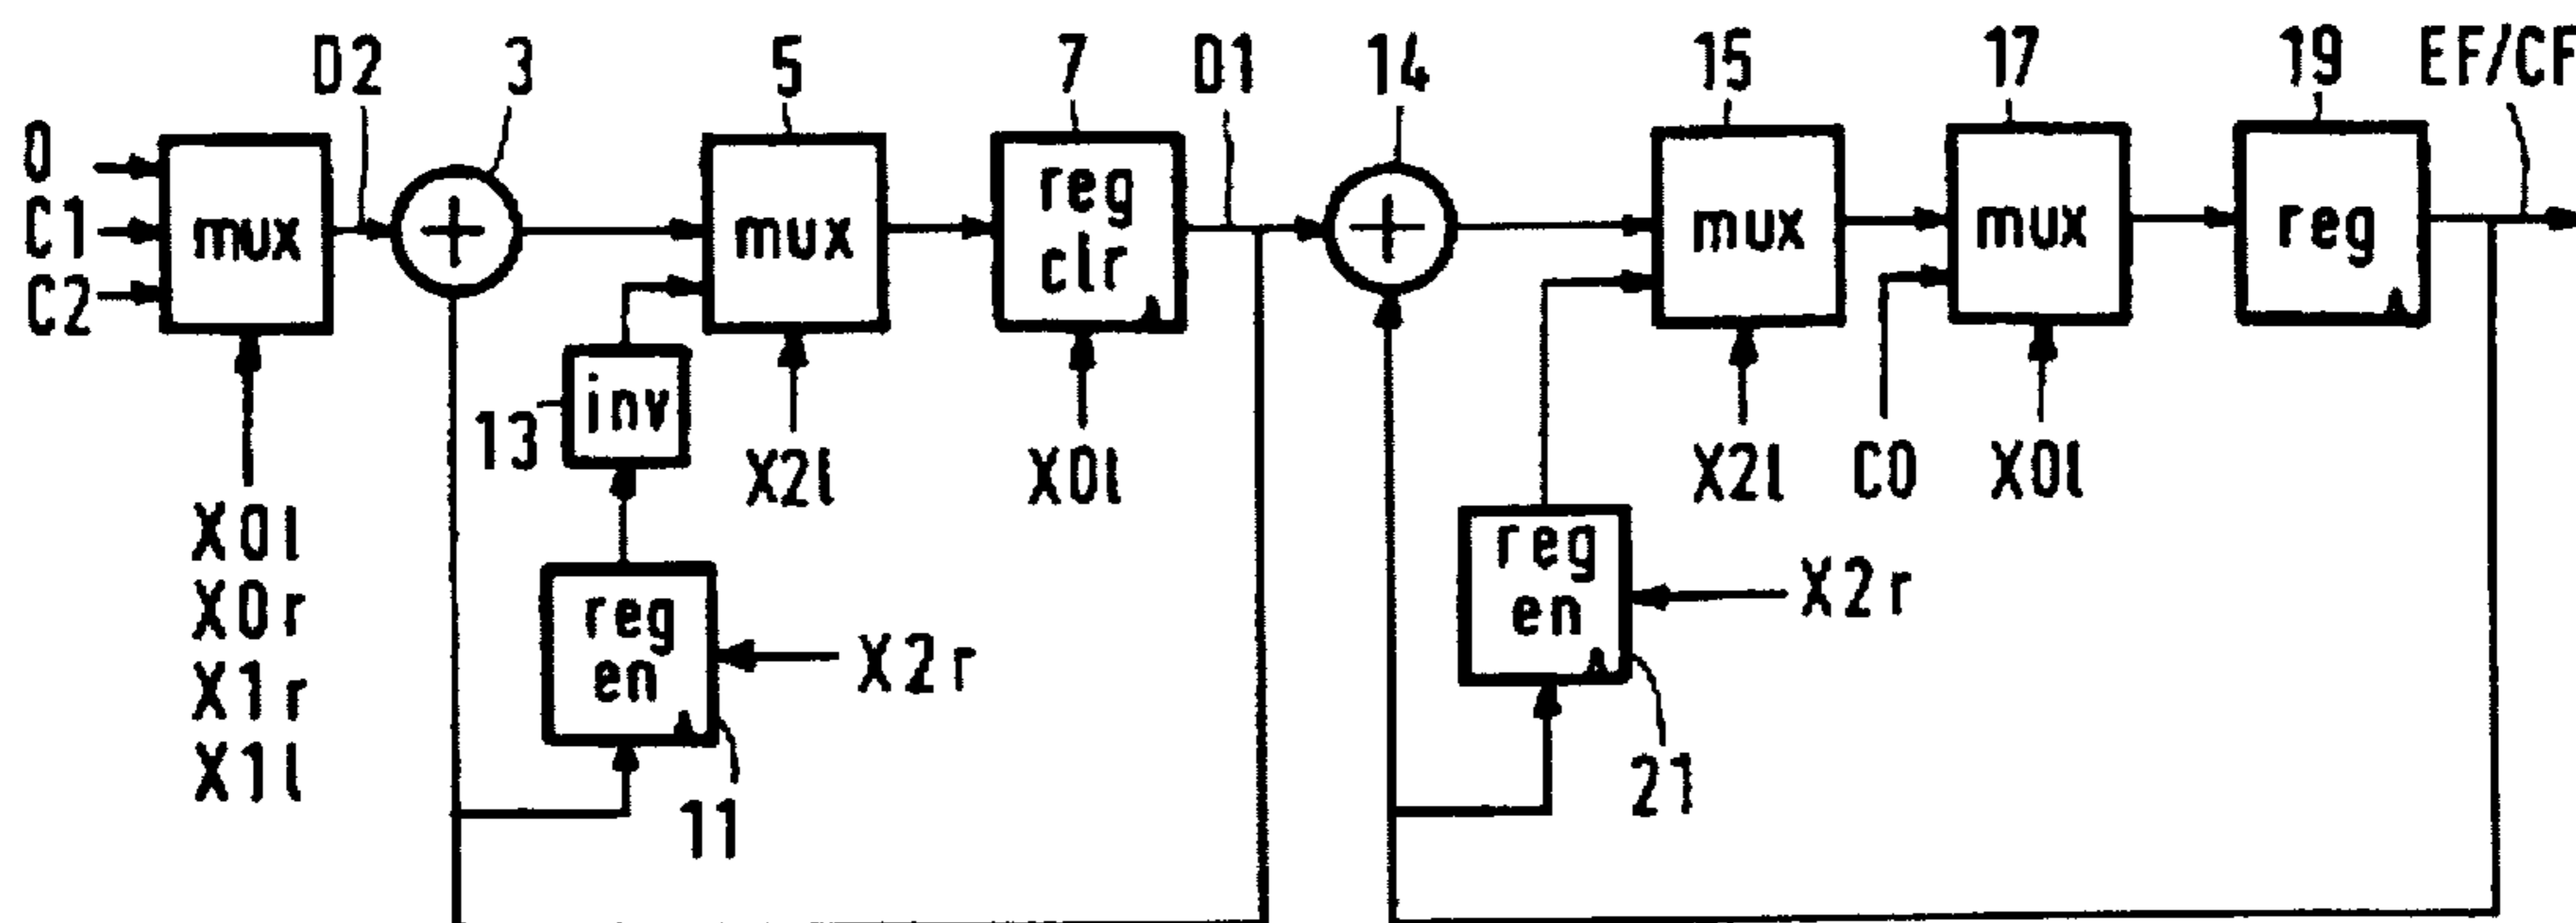 D2 3 5 7 D1 14 15 17 19 EF/CF
0
C1
C2
mux
mux
reg
clr
mux
mux
reg
13
inv
X2l
X0l
X2l
C0
X0l
X0l
X0r
X1r
X1l
reg
en
X2r
11
reg
en
X2r
21